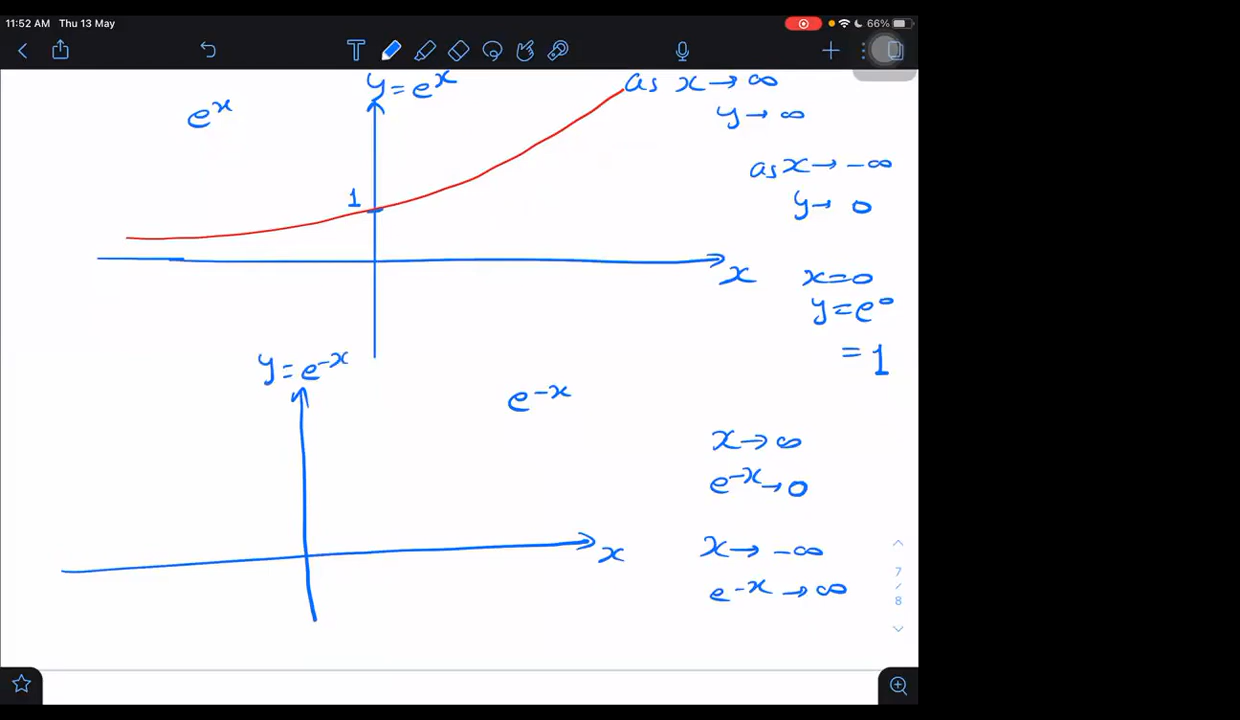 11:52 AM Thu 13 May
66%
T
y = e^x
e^x
as x → ∞
y → ∞
1
as x → -∞
y → 0
x
x = 0
y = e^0
= 1
y = e^-x
e^-x
x → ∞
e^-x → 0
x
x → -∞
e^-x → ∞
7
/
8